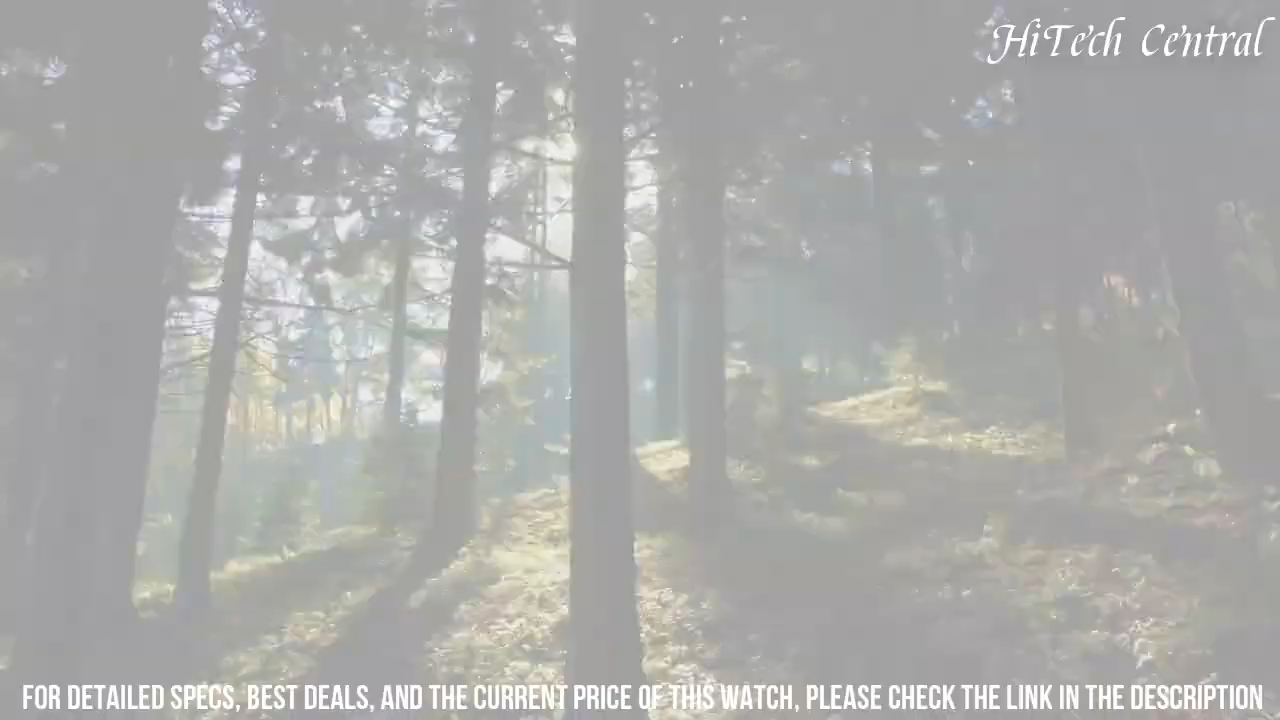 HiTech Central
FOR DETAILED SPECS, BEST DEALS, AND THE CURRENT PRICE OF THIS WATCH, PLEASE CHECK THE LINK IN THE DESCRIPTION